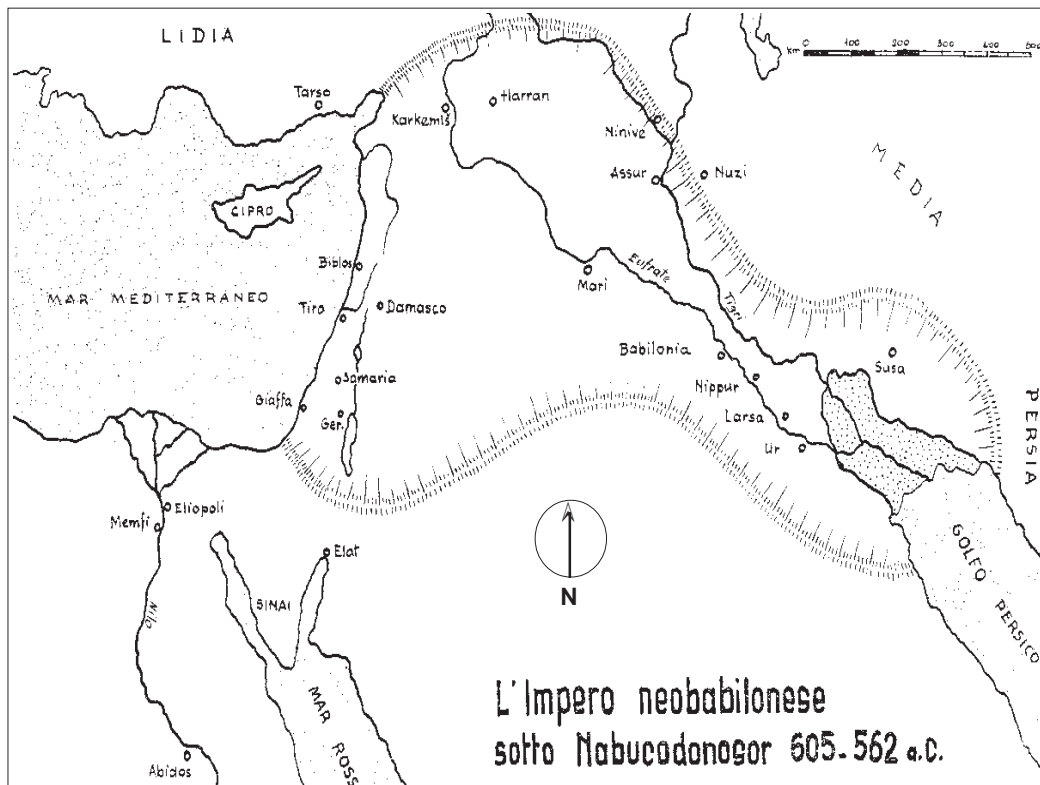 LIDIA
Km 0 100 200 300 400 500
Tarso
Karkemis
Harran
Ninive
MEDIA
Assur
Nuzi
CIPRO
Biblos
Mari
Eufrate
Tigri
MAR MEDITERRANEO
Tiro
Damasco
Babilonia
Susa
Samaria
Nippur
Giaffa
Ger.
Larsa
Ur
PERSIA
Eliopoli
Memfi
Elat
GOLFO PERSICO
N
Nilo
SINAI
MAR ROSS
Abidos
L'Impero neobabilonese
sotto Nabucodonosor 605-562 a.C.